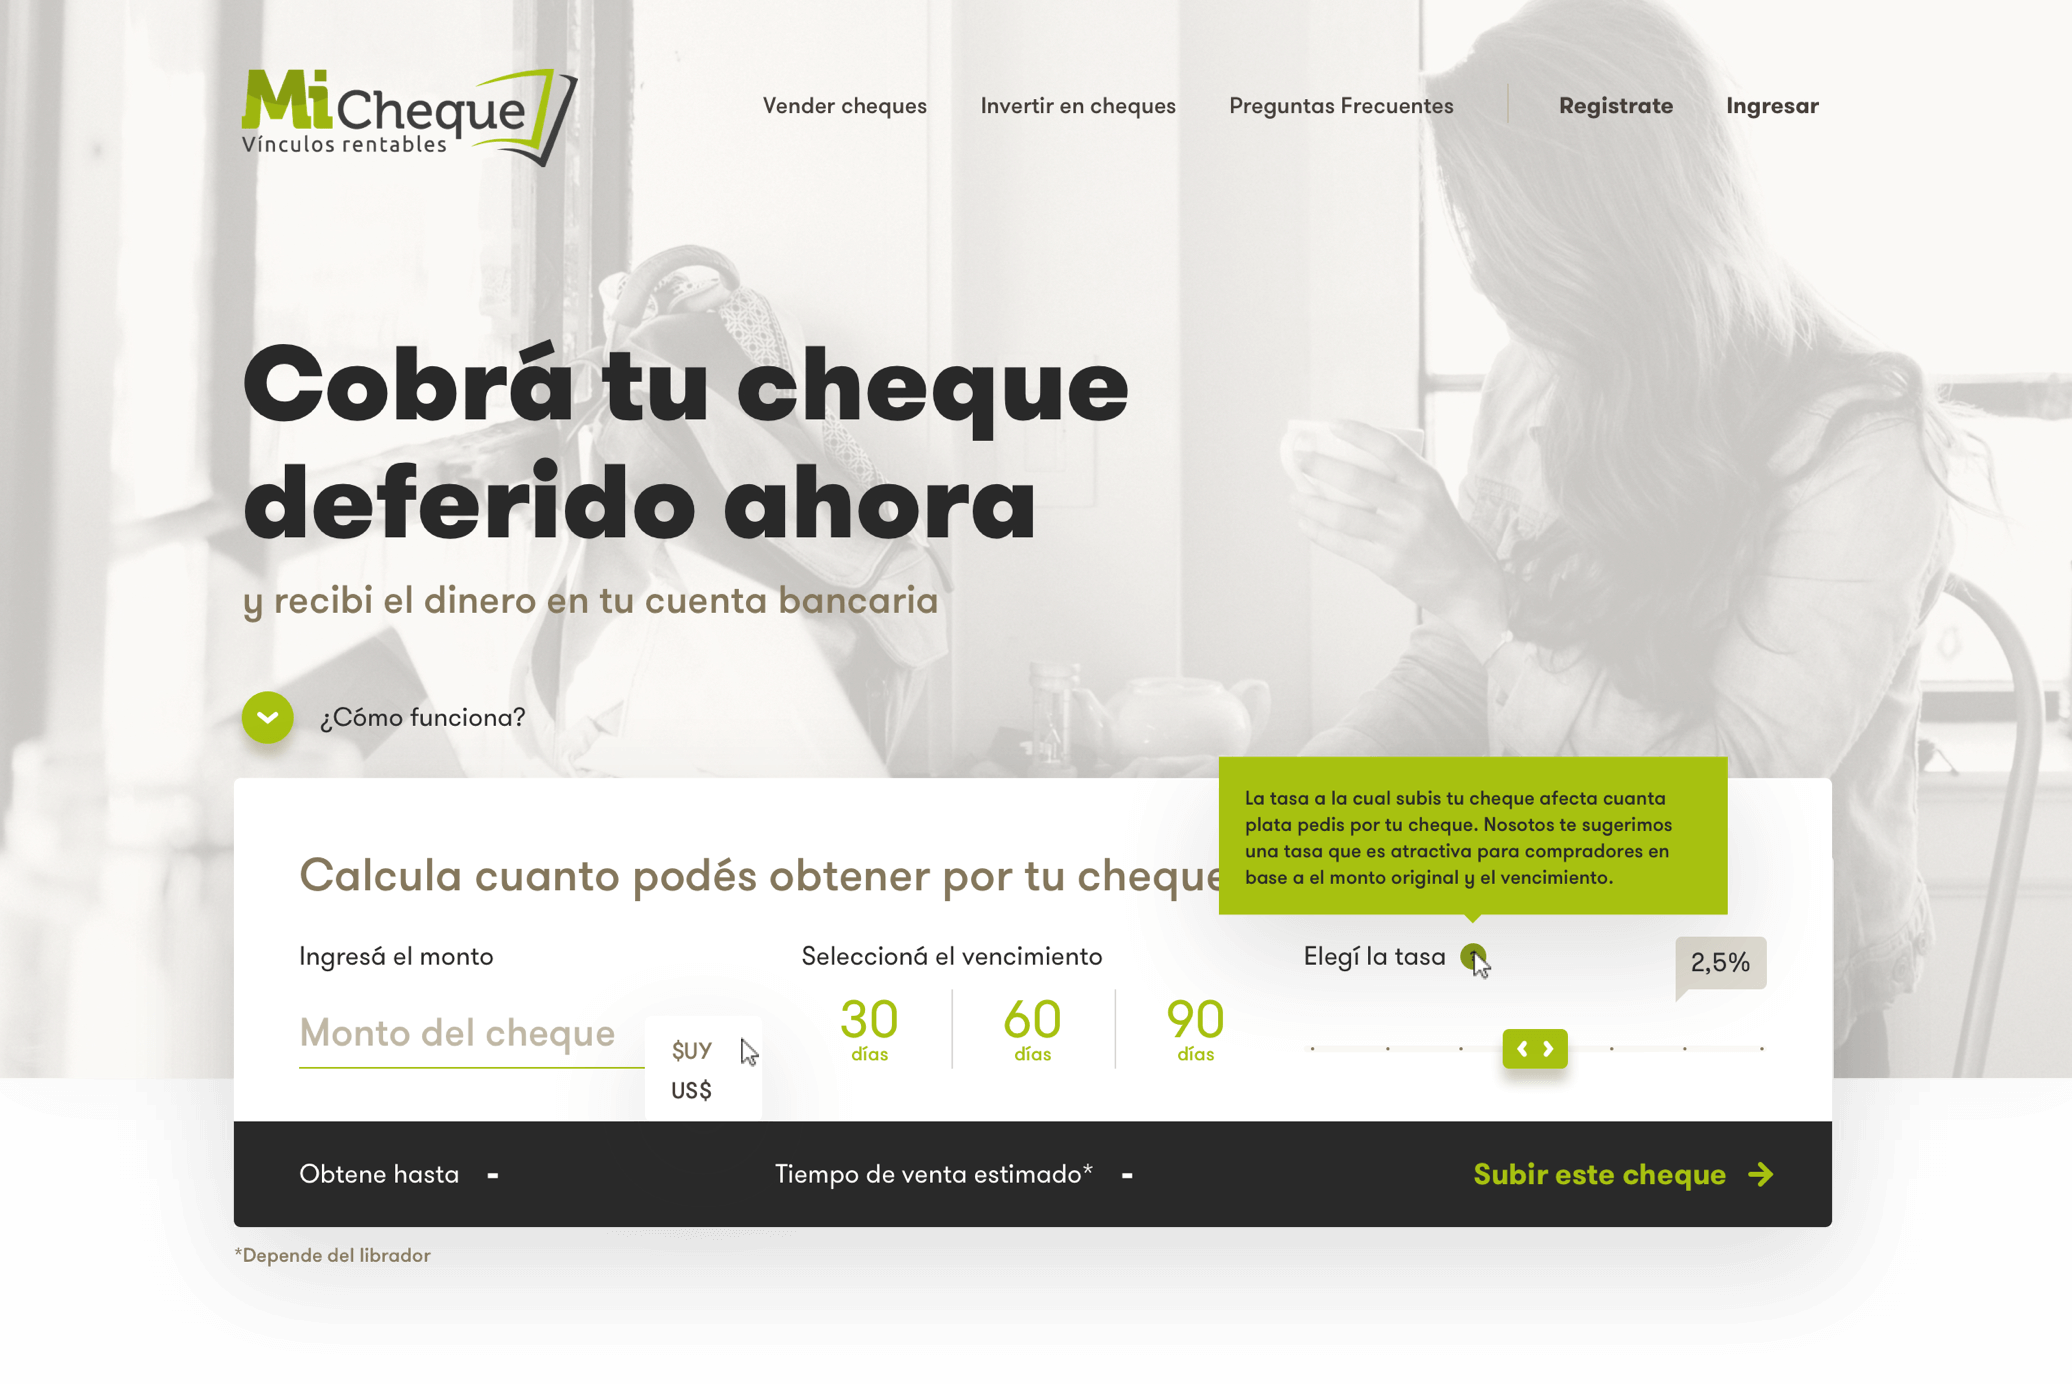 Mi Cheque
Vínculos rentables
Vender cheques
Invertir en cheques
Preguntas Frecuentes
Registrate
Ingresar
Cobrá tu cheque
deferido ahora
y recibi el dinero en tu cuenta bancaria
¿Cómo funciona?
La tasa a la cual subis tu cheque afecta cuanta
plata pedis por tu cheque. Nosotos te sugerimos
una tasa que es atractiva para compradores en
base a el monto original y el vencimiento.
Calcula cuanto podés obtener por tu cheque
Ingresá el monto
Monto del cheque
$UY
US$
Seleccioná el vencimiento
30
días
60
días
90
días
Elegí la tasa
2,5%
Obtene hasta -
Tiempo de venta estimado* -
Subir este cheque
*Depende del librador